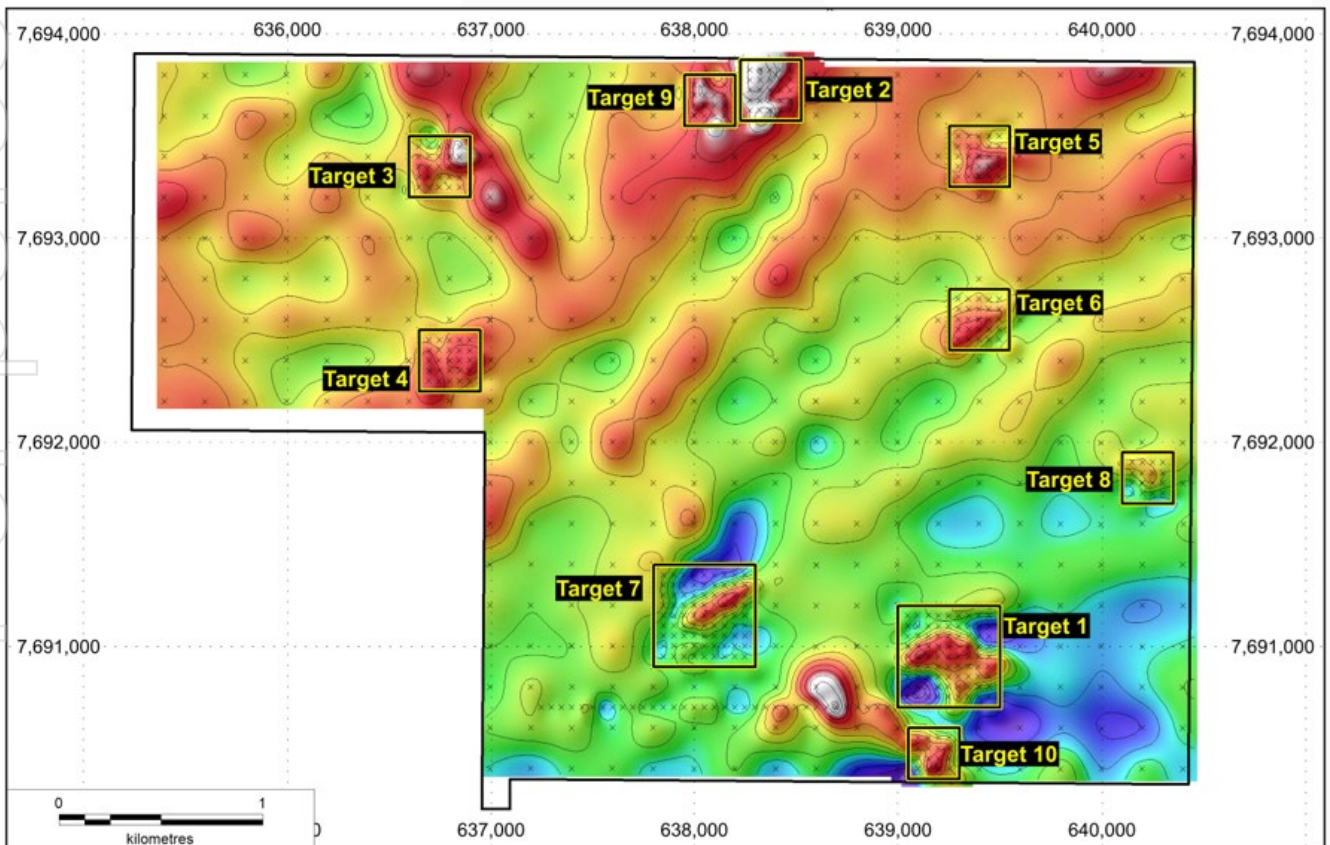 636,000 637,000 638,000 639,000 640,000
7,694,000 7,694,000
Target 9 Target 2
Target 5
Target 3
7,693,000 7,693,000
Target 6
Target 4
7,692,000 7,692,000
Target 8
Target 7
Target 1
7,691,000 7,691,000
Target 10
0 1
kilometres
0 637,000 638,000 639,000 640,000